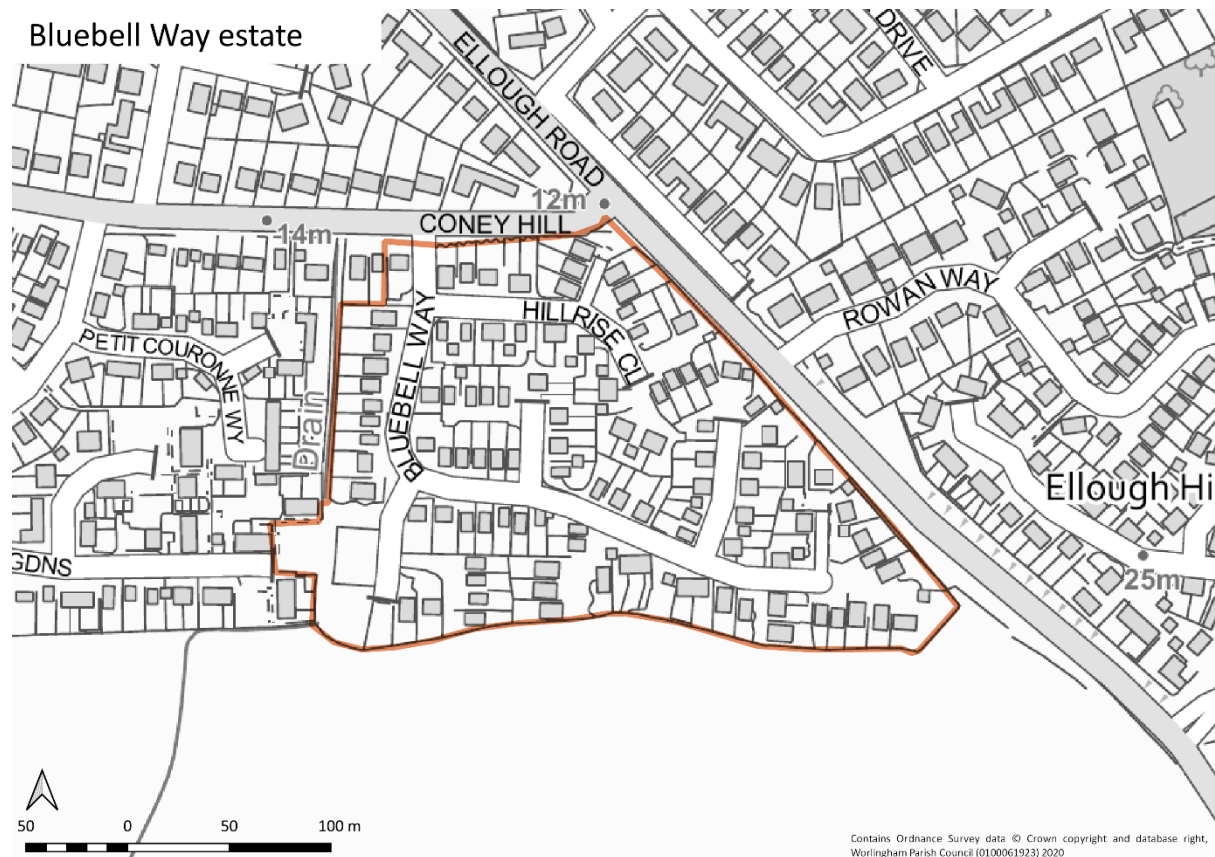 Bluebell Way estate
ELLOUGH ROAD
DRIVE
12m
CONEY HILL
14m
ROWAN WAY
HILLRISE CL
BLUEBELL WAY
PETIT COURONNE WY
Drain
Ellough Hi
GDNS
25m
50 0 50 100 m
Contains Ordnance Survey data © Crown copyright and database right,
Worlingham Parish Council (0100061923) 2020